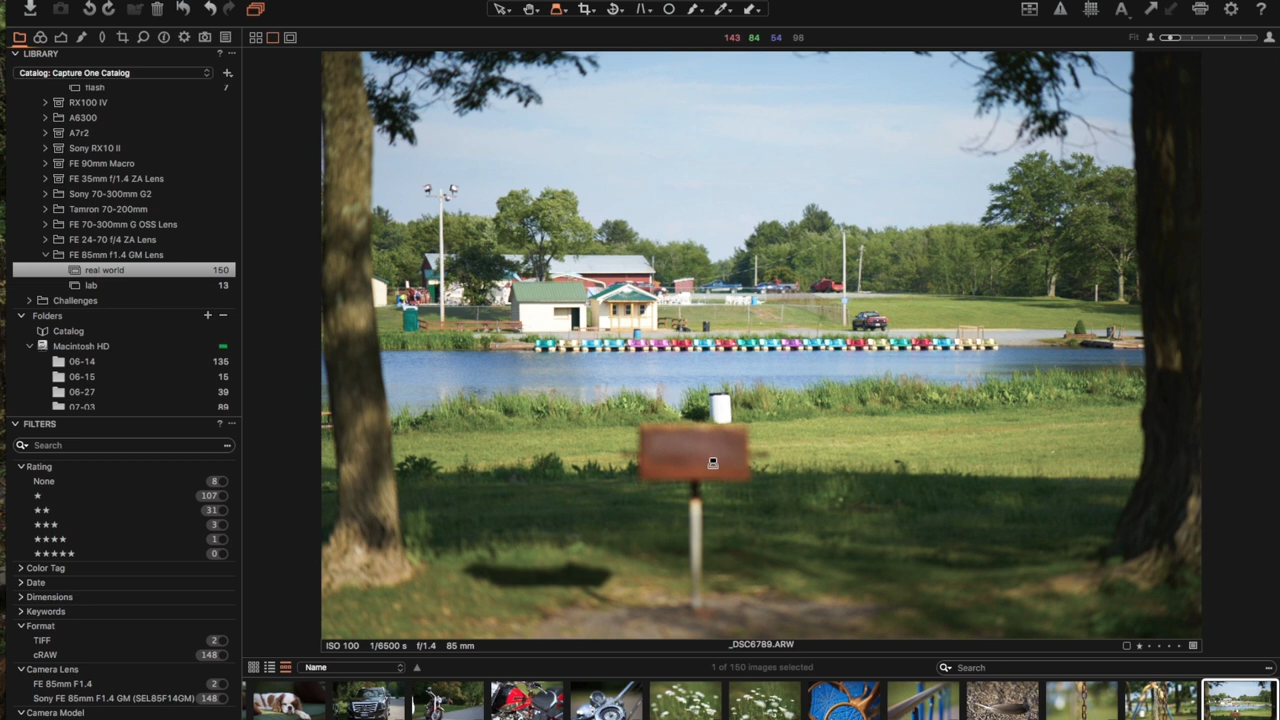 143 84 54 98
Fit
LIBRARY ? ...
Catalog: Capture One Catalog
flash 7
RX100 IV
A6300
A7r2
Sony RX10 II
FE 90mm Macro
FE 35mm f/1.4 ZA Lens
Sony 70-300mm G2
Tamron 70-200mm
FE 70-300mm G OSS Lens
FE 24-70 f/4 ZA Lens
FE 85mm f1.4 GM Lens
real world 150
lab 13
Challenges
Folders
Catalog
Macintosh HD
06-14 135
06-15 15
06-27 39
07-03 89
FILTERS ? ...
Search
Rating
None 8
★ 107
★★ 31
★★★ 3
★★★★ 1
★★★★★ 0
Color Tag
Date
Dimensions
Keywords
Format
TIFF 2
cRAW 148
Camera Lens
FE 85mm F1.4 2
Sony FE 85mm F1.4 GM (SEL85F14GM) 148
Camera Model
ISO 100 1/6500 s f/1.4 85 mm
_DSC6789.ARW
Name
1 of 150 images selected
Search